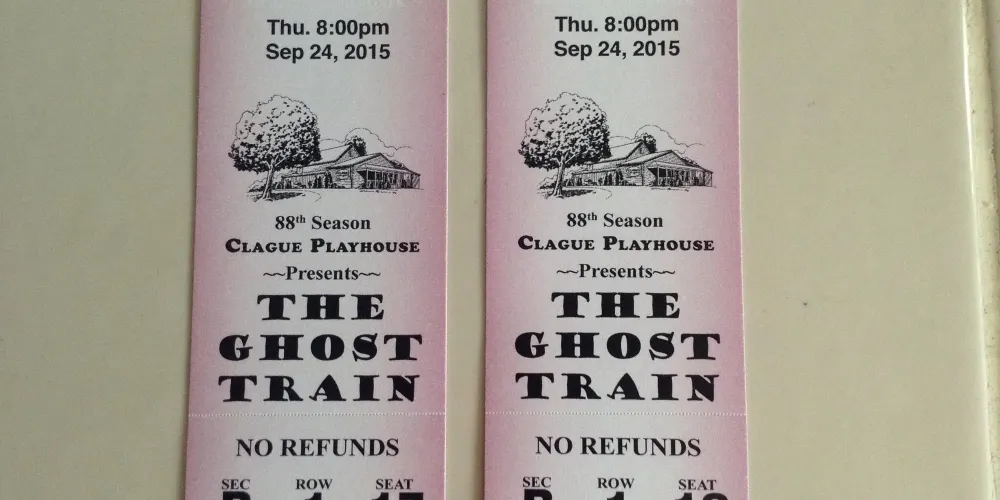 Thu. 8:00pm
Sep 24, 2015
88th Season
CLAGUE PLAYHOUSE
~~Presents~~
THE
GHOST
TRAIN
NO REFUNDS
SEC ROW SEAT
Thu. 8:00pm
Sep 24, 2015
88th Season
CLAGUE PLAYHOUSE
~~Presents~~
THE
GHOST
TRAIN
NO REFUNDS
SEC ROW SEAT